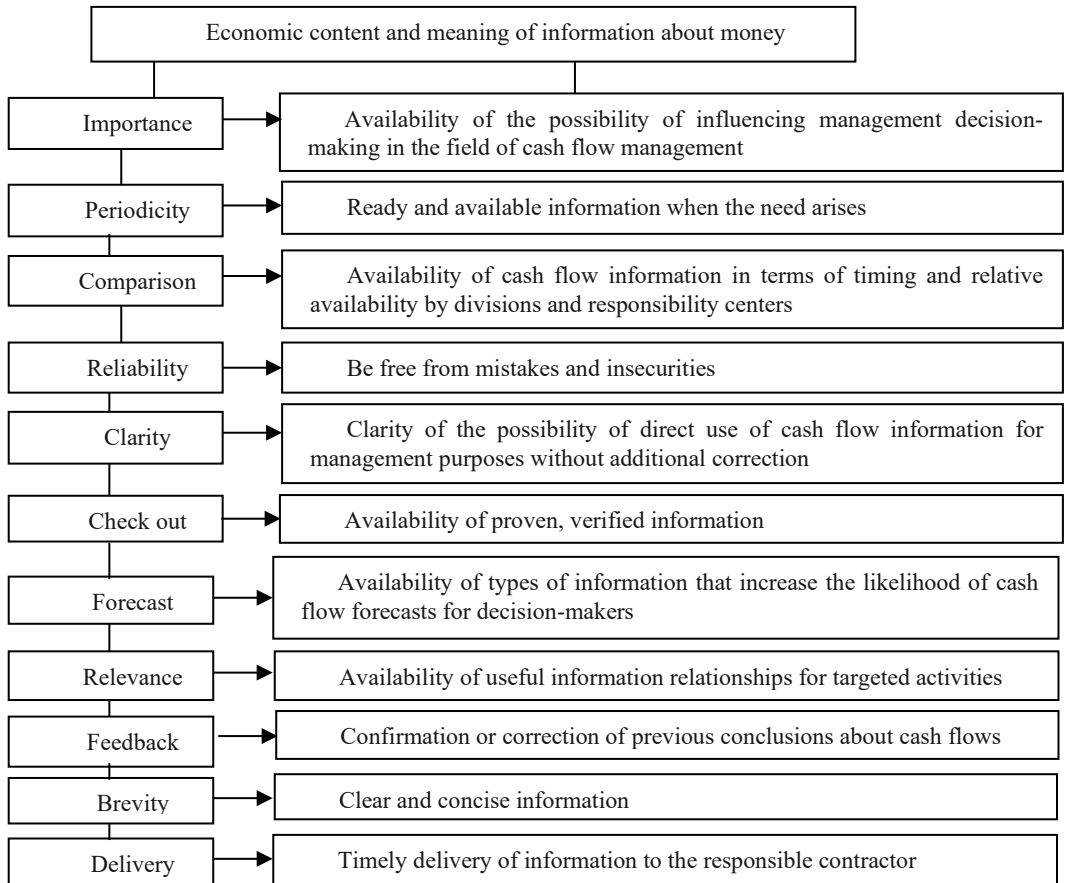 Economic content and meaning of information about money
Importance
Availability of the possibility of influencing management decision-
making in the field of cash flow management
Periodicity
Ready and available information when the need arises
Comparison
Availability of cash flow information in terms of timing and relative
availability by divisions and responsibility centers
Reliability
Be free from mistakes and insecurities
Clarity
Clarity of the possibility of direct use of cash flow information for
management purposes without additional correction
Check out
Availability of proven, verified information
Forecast
Availability of types of information that increase the likelihood of cash
flow forecasts for decision-makers
Relevance
Availability of useful information relationships for targeted activities
Feedback
Confirmation or correction of previous conclusions about cash flows
Brevity
Clear and concise information
Delivery
Timely delivery of information to the responsible contractor